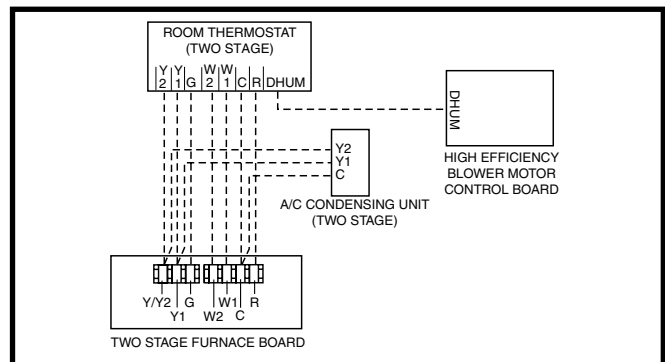 ROOM THERMOSTAT
(TWO STAGE)
Y2 Y1 G W2 W1 C R DHUM
DHUM
HIGH EFFICIENCY
BLOWER MOTOR
CONTROL BOARD
Y2
Y1
C
A/C CONDENSING UNIT
(TWO STAGE)
Y/Y2 G W1 R
Y1 W2 C
TWO STAGE FURNACE BOARD